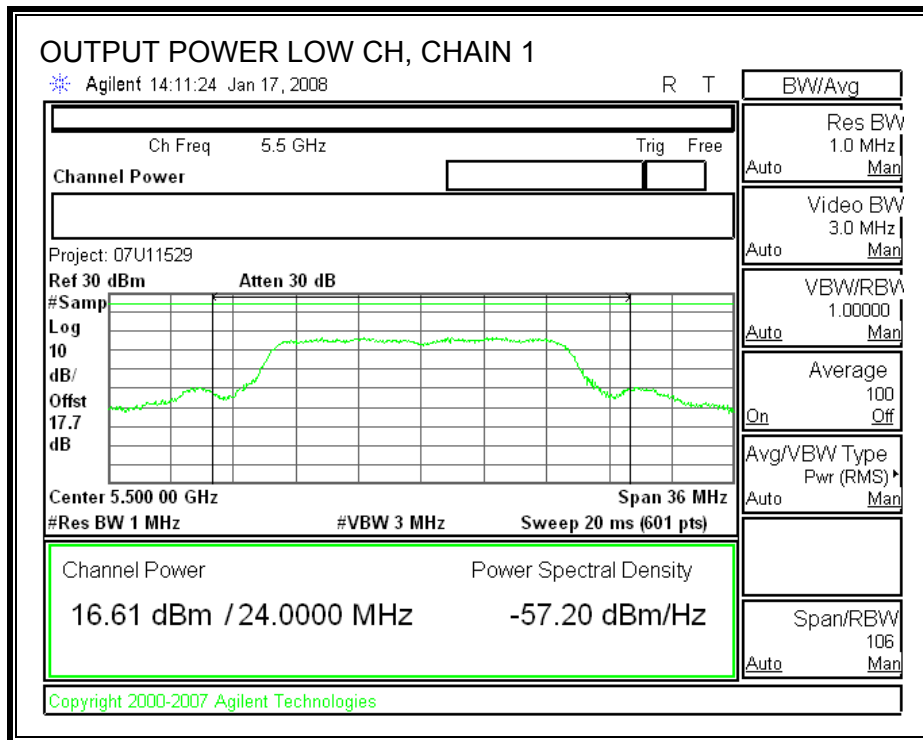 OUTPUT POWER LOW CH, CHAIN 1
Agilent 14:11:24 Jan 17, 2008 R T
Ch Freq 5.5 GHz Trig Free
Channel Power
Project: 07U11529
Ref 30 dBm Atten 30 dB
#Samp
Log
10
dB/
Offst
17.7
dB
Center 5.500 00 GHz Span 36 MHz
#Res BW 1 MHz #VBW 3 MHz Sweep 20 ms (601 pts)
Channel Power Power Spectral Density
16.61 dBm / 24.0000 MHz -57.20 dBm/Hz
Copyright 2000-2007 Agilent Technologies
BW/Avg
Res BW
1.0 MHz
Auto Man
Video BW
3.0 MHz
Auto Man
VBW/RBW
1.00000
Auto Man
Average
100
On Off
Avg/VBW Type
Pwr (RMS)
Auto Man
Span/RBW
106
Auto Man